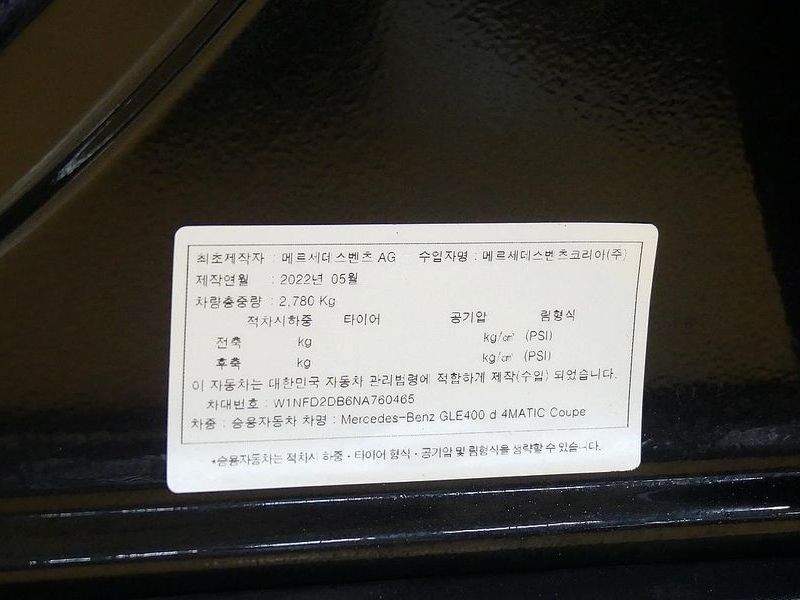 최초제작자 : 메르세데스벤츠 AG 수입자명 : 메르세데스벤츠코리아(주)
제작연월 : 2022년 05월
차량총중량 : 2,780 Kg
적차시하중 타이어 공기압 림형식
전축 kg kg/㎠ (PSI)
후축 kg kg/㎠ (PSI)
이 자동차는 대한민국 자동차 관리법령에 적합하게 제작(수입) 되었습니다.
차대번호 : W1NFD2DB6NA760465
차종 : 승용자동차 차명 : Mercedes-Benz GLE400 d 4MATIC Coupe
*승용자동차는 적차시 하중·타이어 형식·공기압 및 림형식을 생략할 수 있습니다.